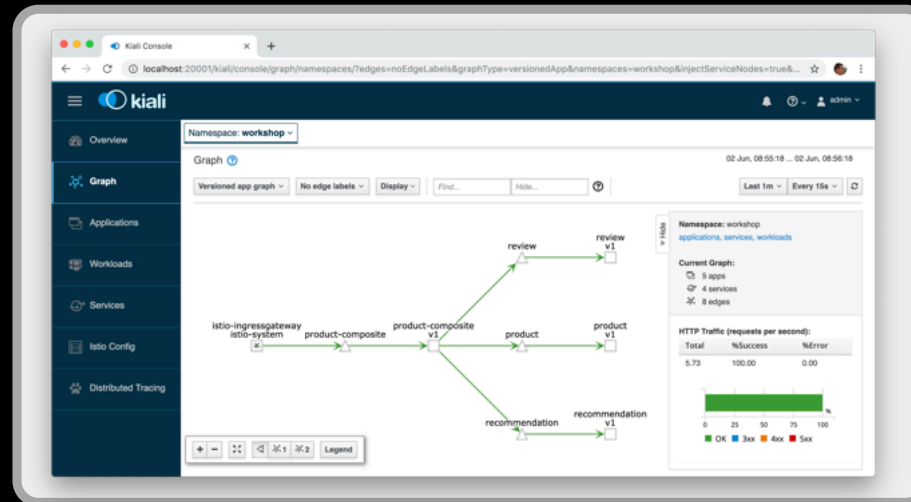 Kiali Console
localhost:20001/kiali/console/graph/namespaces/?edges=noEdgeLabels&graphType=versionedApp&namespaces=workshop&injectServiceNodes=true&...
kiali
admin
Overview
Graph
Applications
Workloads
Services
Istio Config
Distributed Tracing
Namespace: workshop
Graph
02 Jun, 08:55:18 ... 02 Jun, 08:56:18
Versioned app graph
No edge labels
Display
Find...
Hide...
Last 1m
Every 15s
Hide
review
review
v1
istio-ingressgateway
istio-system
product-composite
product-composite
v1
product
product
v1
recommendation
recommendation
v1
1
2
Legend
Namespace: workshop
applications, services, workloads
Current Graph:
5 apps
4 services
8 edges
HTTP Traffic (requests per second):
Total %Success %Error
5.73 100.00 0.00
%
0 25 50 75 100
OK 3xx 4xx 5xx